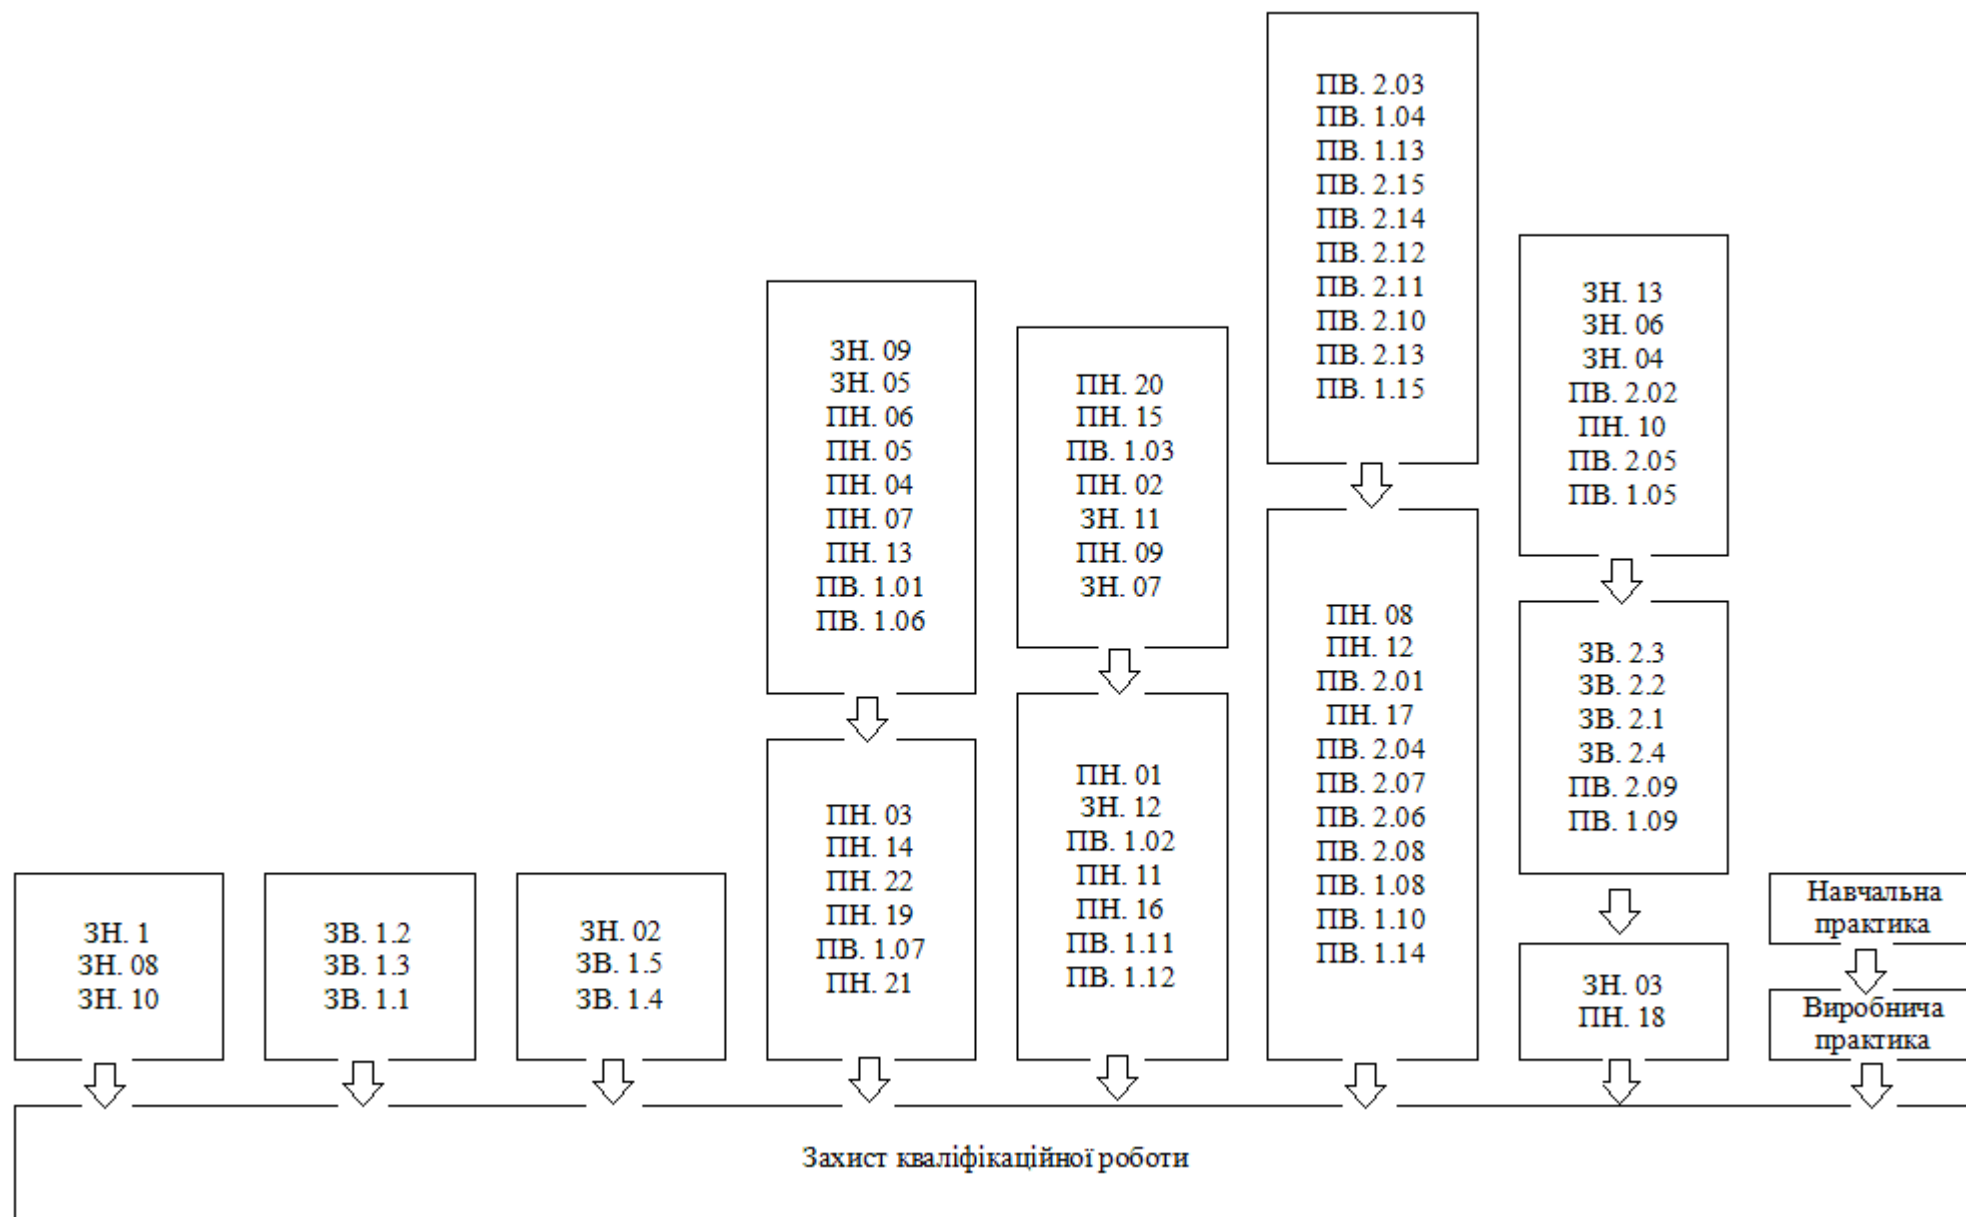 ЗН. 1
ЗН. 08
ЗН. 10
ЗВ. 1.2
ЗВ. 1.3
ЗВ. 1.1
ЗН. 02
ЗВ. 1.5
ЗВ. 1.4
ЗН. 09
ЗН. 05
ПН. 06
ПН. 05
ПН. 04
ПН. 07
ПН. 13
ПВ. 1.01
ПВ. 1.06
ПН. 03
ПН. 14
ПН. 22
ПН. 19
ПВ. 1.07
ПН. 21
ПН. 20
ПН. 15
ПВ. 1.03
ПН. 02
ЗН. 11
ПН. 09
ЗН. 07
ПН. 01
ЗН. 12
ПВ. 1.02
ПН. 11
ПН. 16
ПВ. 1.11
ПВ. 1.12
ПВ. 2.03
ПВ. 1.04
ПВ. 1.13
ПВ. 2.15
ПВ. 2.14
ПВ. 2.12
ПВ. 2.11
ПВ. 2.10
ПВ. 2.13
ПВ. 1.15
ПН. 08
ПН. 12
ПВ. 2.01
ПН. 17
ПВ. 2.04
ПВ. 2.07
ПВ. 2.06
ПВ. 2.08
ПВ. 1.08
ПВ. 1.10
ПВ. 1.14
ЗН. 13
ЗН. 06
ЗН. 04
ПВ. 2.02
ПН. 10
ПВ. 2.05
ПВ. 1.05
ЗВ. 2.3
ЗВ. 2.2
ЗВ. 2.1
ЗВ. 2.4
ПВ. 2.09
ПВ. 1.09
ЗН. 03
ПН. 18
Навчальна
практика
Виробнича
практика
Захист кваліфікаційної роботи